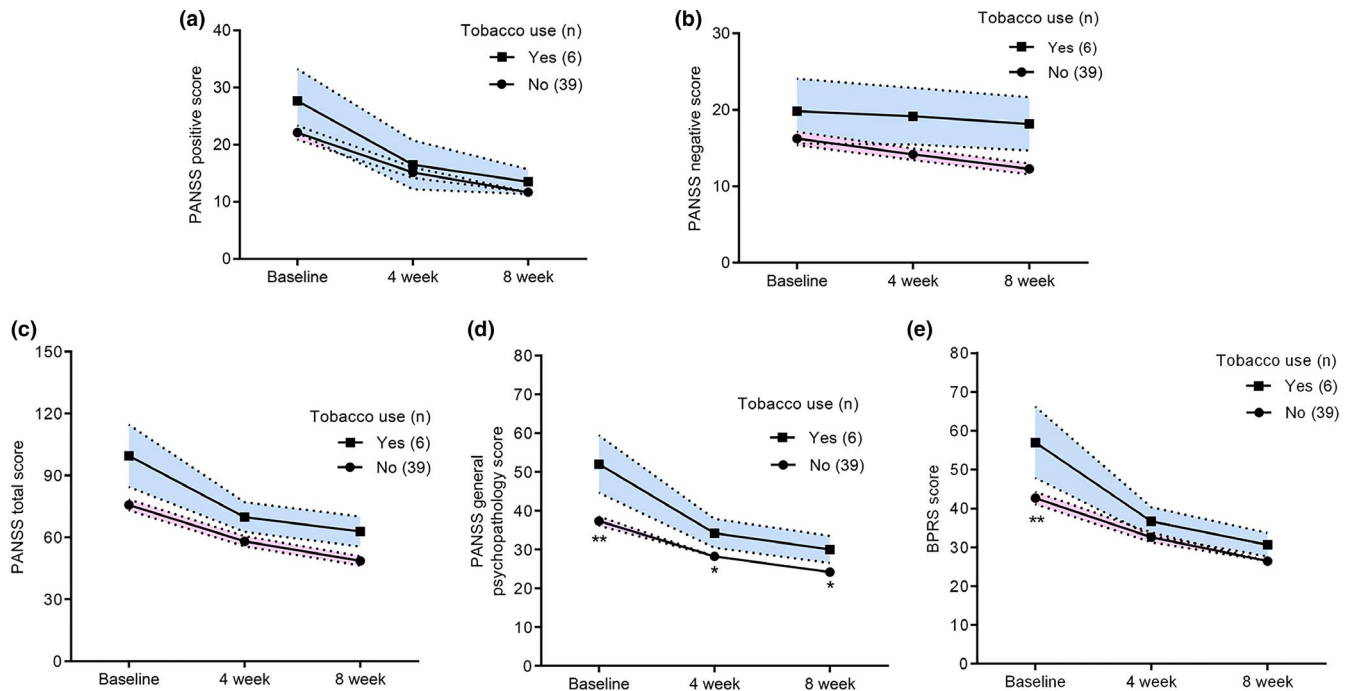 (a)
PANSS positive score
40
30
20
10
0
Baseline
4 week
8 week
Tobacco use (n)
Yes (6)
No (39)
(b)
PANSS negative score
30
20
10
0
Baseline
4 week
8 week
Tobacco use (n)
Yes (6)
No (39)
(c)
PANSS total score
150
120
90
60
30
0
Baseline
4 week
8 week
Tobacco use (n)
Yes (6)
No (39)
(d)
PANSS general
psychopathology score
80
70
60
50
40
30
20
10
0
**
*
*
Baseline
4 week
8 week
Tobacco use (n)
Yes (6)
No (39)
(e)
BPRS score
80
70
60
50
40
30
20
10
0
**
Baseline
4 week
8 week
Tobacco use (n)
Yes (6)
No (39)